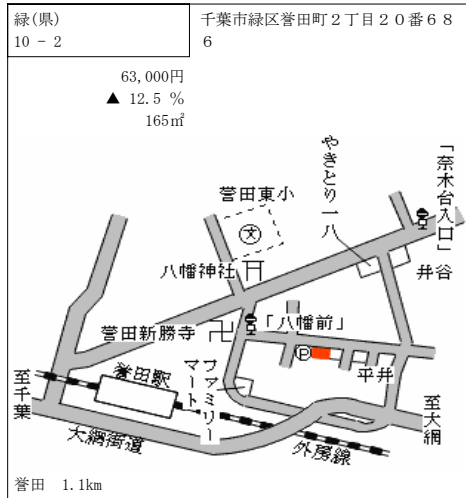 緑(県)
10 - 2
千葉市緑区誉田町２丁目２０番６８
６
63,000円
▲ 12.5 %
165㎡
「奈木台入口」
やきとり一八
誉田東小
文
井谷
八幡神社
「八幡前」
誉田新勝寺
P
平井
ファミリーマート
誉田駅
至千葉
至大網
大網街道
外房線
誉田 1.1km